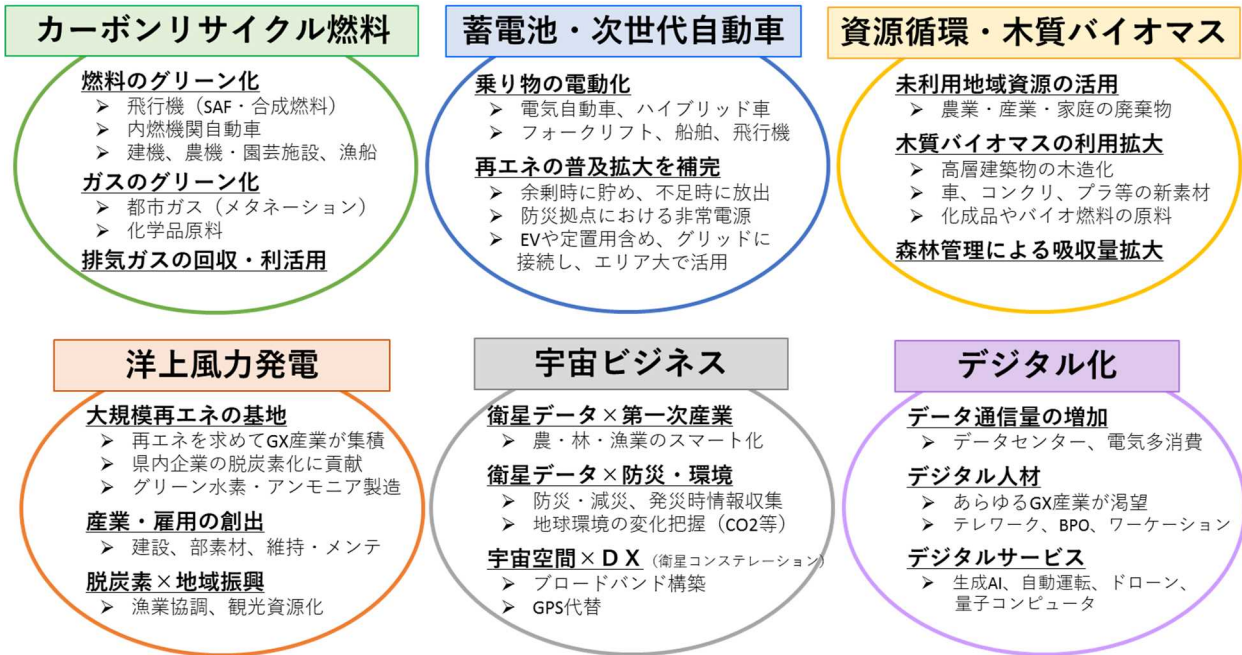 カーボンリサイクル燃料
燃料のグリーン化
➢ 飛行機（SAF・合成燃料）
➢ 内燃機関自動車
➢ 建機、農機・園芸施設、漁船
ガスのグリーン化
➢ 都市ガス（メタネーション）
➢ 化学品原料
排気ガスの回収・利活用
蓄電池・次世代自動車
乗り物の電動化
➢ 電気自動車、ハイブリッド車
➢ フォークリフト、船舶、飛行機
再エネの普及拡大を補完
➢ 余剰時に貯め、不足時に放出
➢ 防災拠点における非常電源
➢ EVや定置用含め、グリッドに
接続し、エリア大で活用
資源循環・木質バイオマス
未利用地域資源の活用
➢ 農業・産業・家庭の廃棄物
木質バイオマスの利用拡大
➢ 高層建築物の木造化
➢ 車、コンクリ、プラ等の新素材
➢ 化成品やバイオ燃料の原料
森林管理による吸収量拡大
洋上風力発電
大規模再エネの基地
➢ 再エネを求めてGX産業が集積
➢ 県内企業の脱炭素化に貢献
➢ グリーン水素・アンモニア製造
産業・雇用の創出
➢ 建設、部素材、維持・メンテ
脱炭素×地域振興
➢ 漁業協調、観光資源化
宇宙ビジネス
衛星データ×第一次産業
➢ 農・林・漁業のスマート化
衛星データ×防災・環境
➢ 防災・減災、発災時情報収集
➢ 地球環境の変化把握（CO2等）
宇宙空間×ＤＸ（衛星コンステレーション）
➢ ブロードバンド構築
➢ GPS代替
デジタル化
データ通信量の増加
➢ データセンター、電気多消費
デジタル人材
➢ あらゆるGX産業が渇望
➢ テレワーク、BPO、ワーケーション
デジタルサービス
➢ 生成AI、自動運転、ドローン、
量子コンピュータ